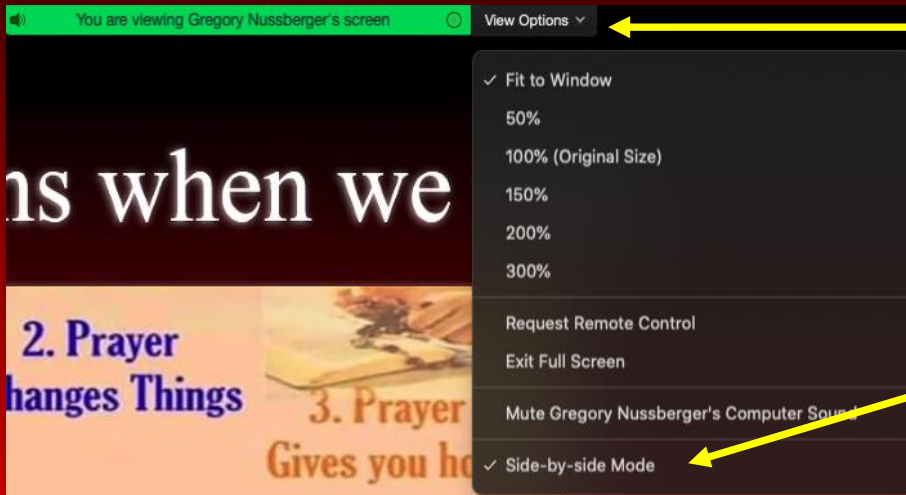 You are viewing Gregory Nussberger's screen
View Options
Fit to Window
50%
100% (Original Size)
150%
200%
300%
Request Remote Control
Exit Full Screen
Mute Gregory Nussberger's Computer Sound
Side-by-side Mode
ns when we
2. Prayer
hanges Things
3. Prayer
Gives you ho